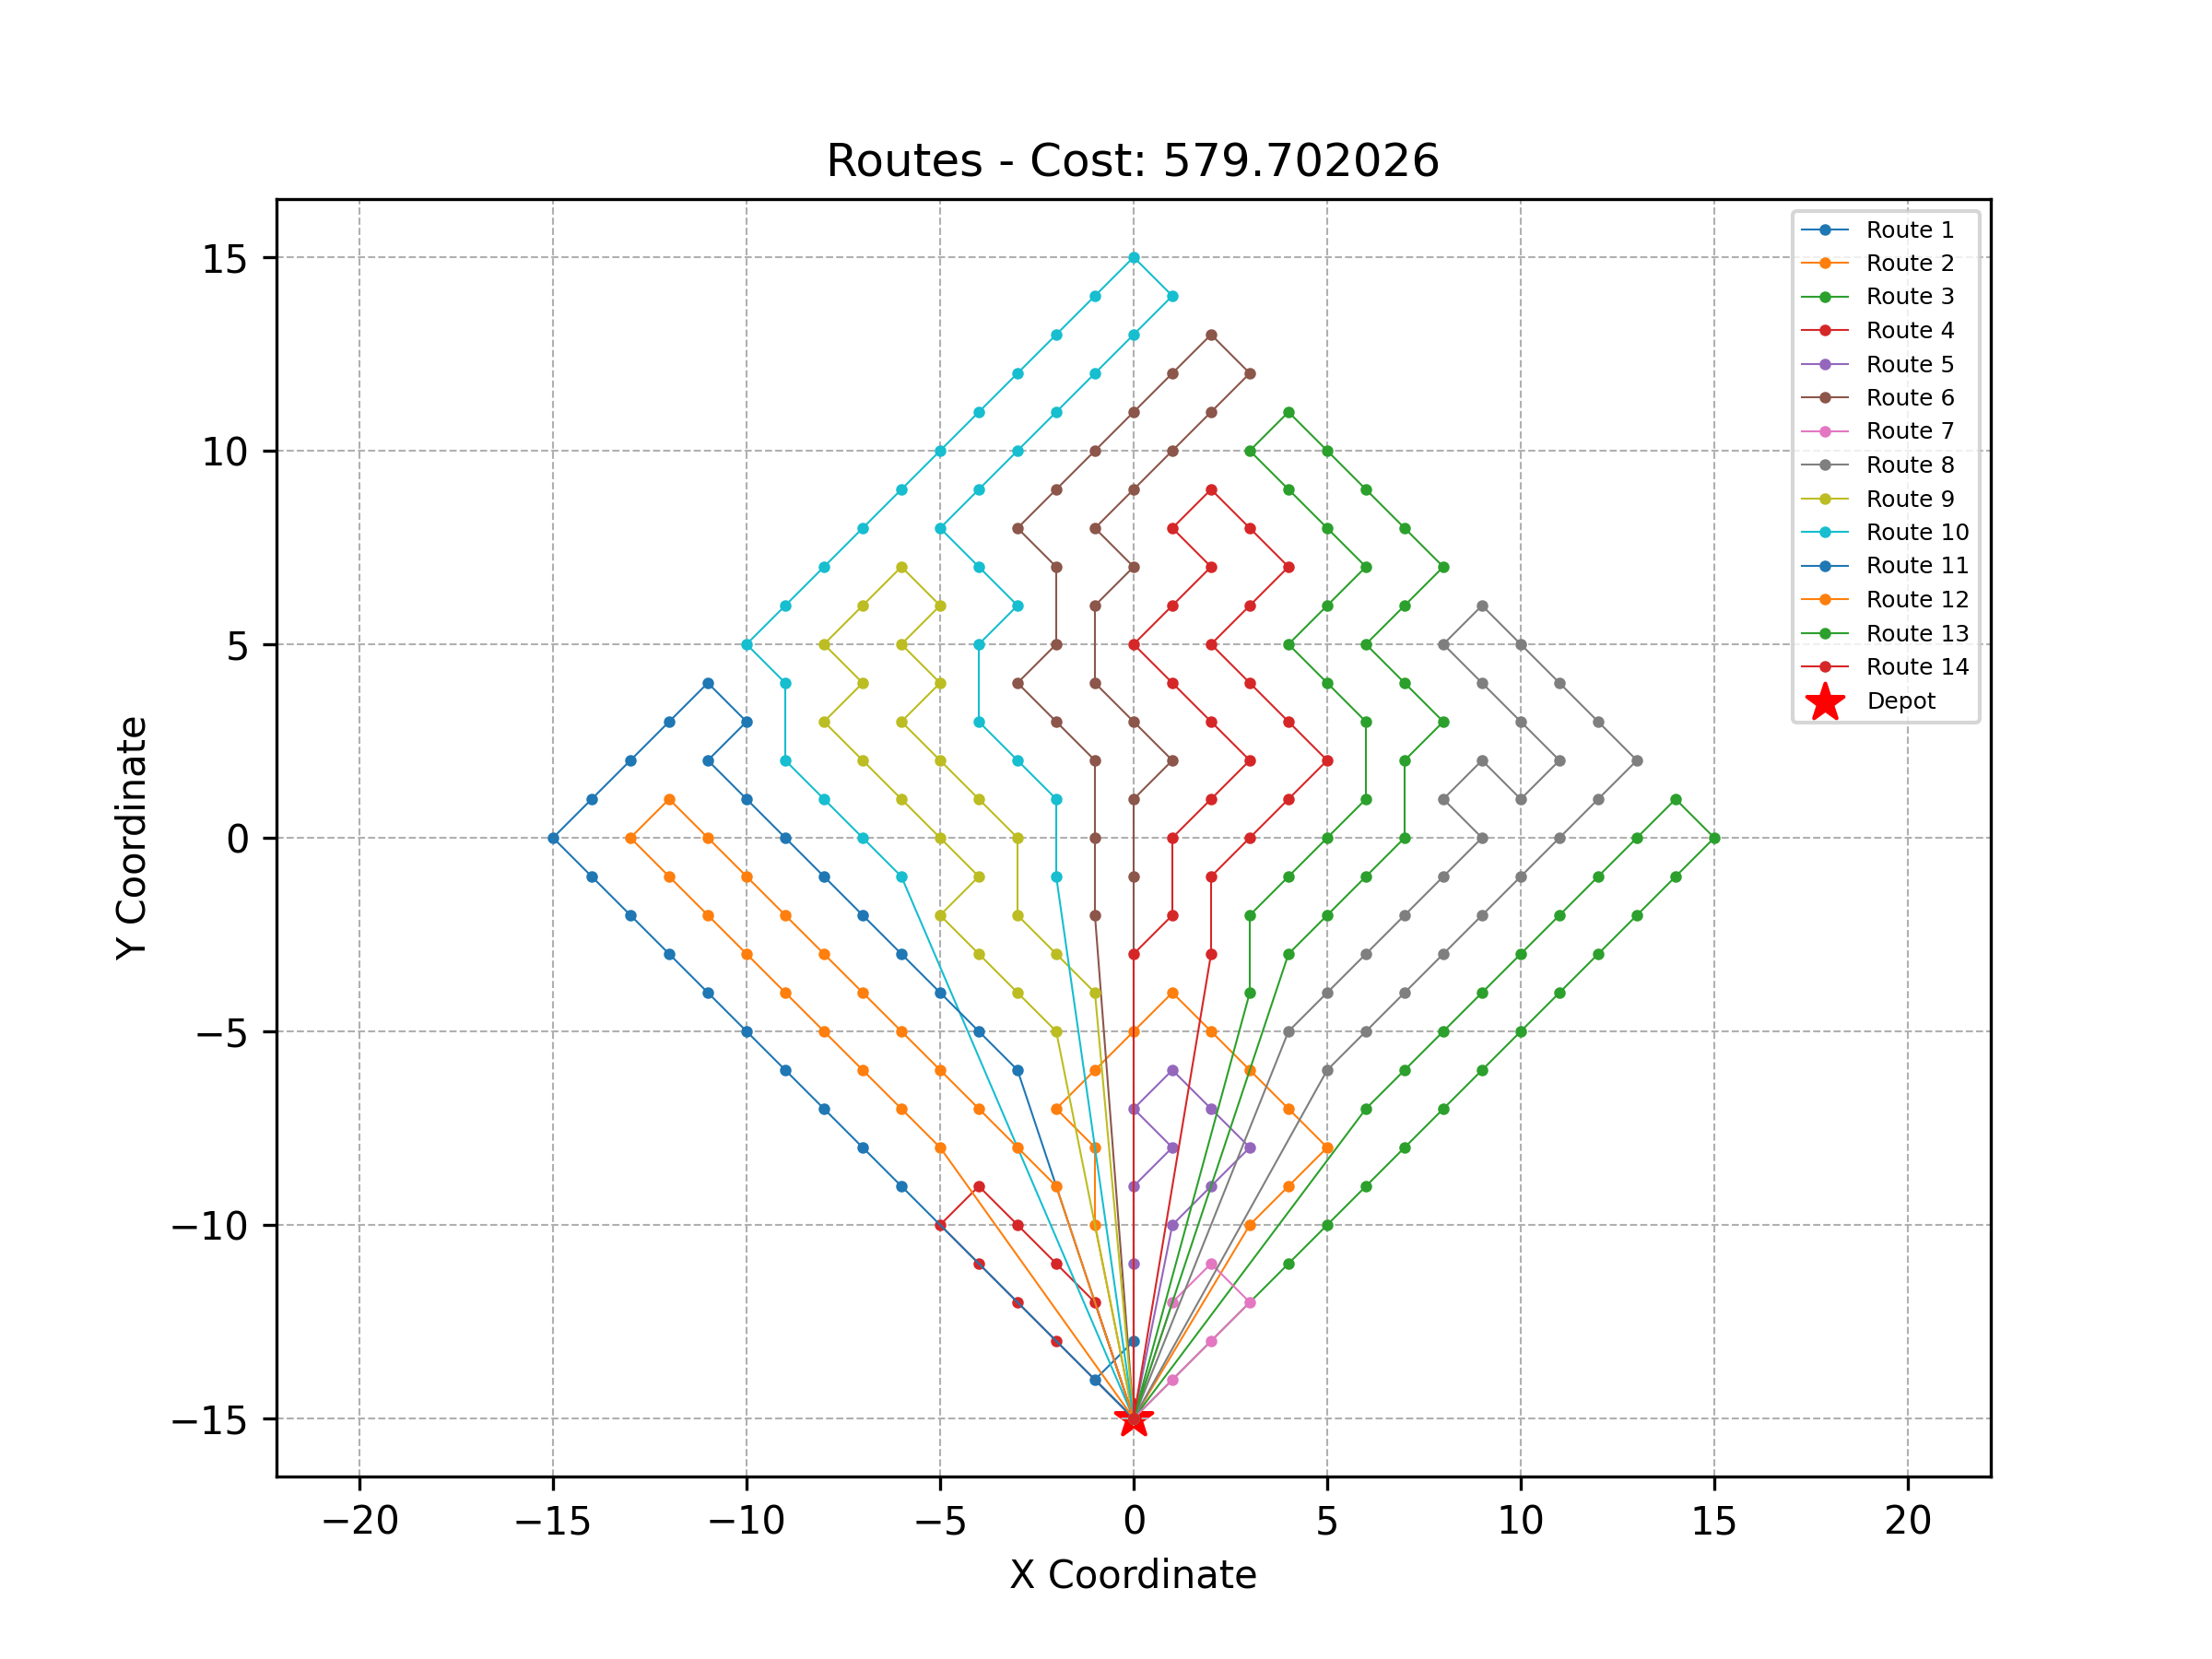 Routes - Cost: 579.702026
Route 1
Route 2
Route 3
Route 4
Route 5
Route 6
Route 7
Route 8
Route 9
Route 10
Route 11
Route 12
Route 13
Route 14
Depot
15
10
5
0
−5
−10
−15
Y Coordinate
−20 −15 −10 −5 0 5 10 15 20
X Coordinate